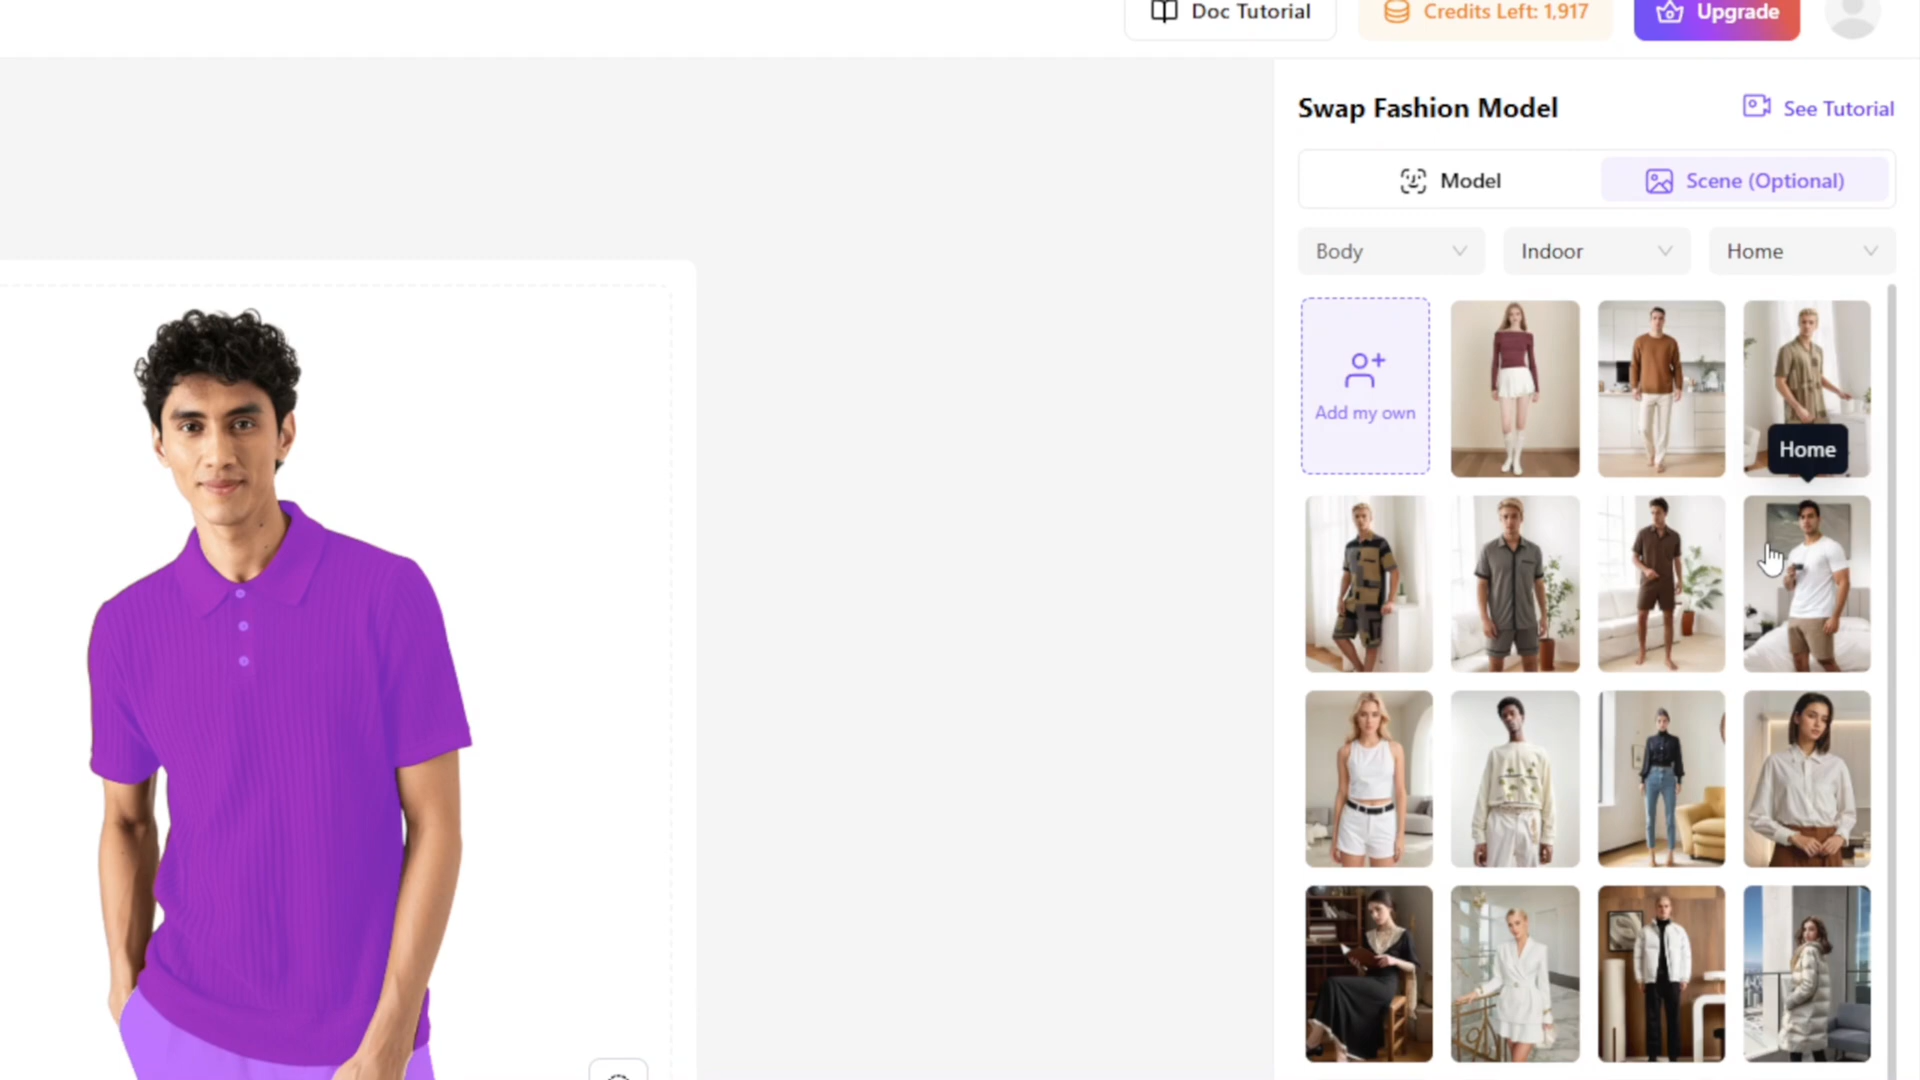 Doc Tutorial
Credits Left: 1,917
Upgrade
Swap Fashion Model
See Tutorial
Model
Scene (Optional)
Body
Indoor
Home
Add my own
Home